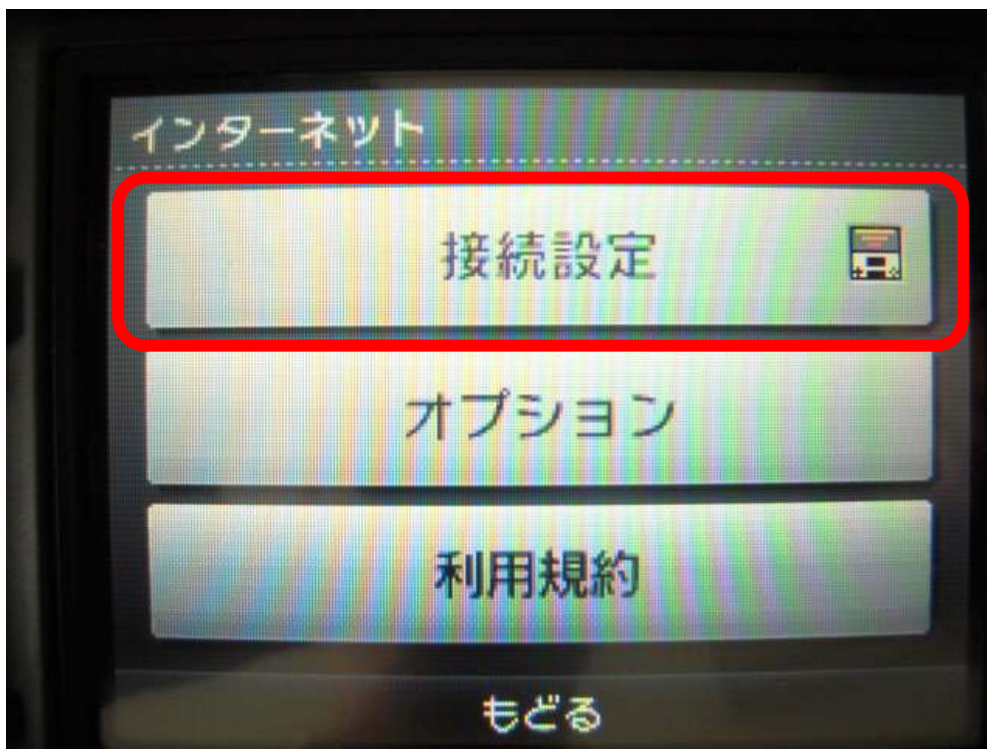 インターネット
接続設定
オプション
利用規約
もどる